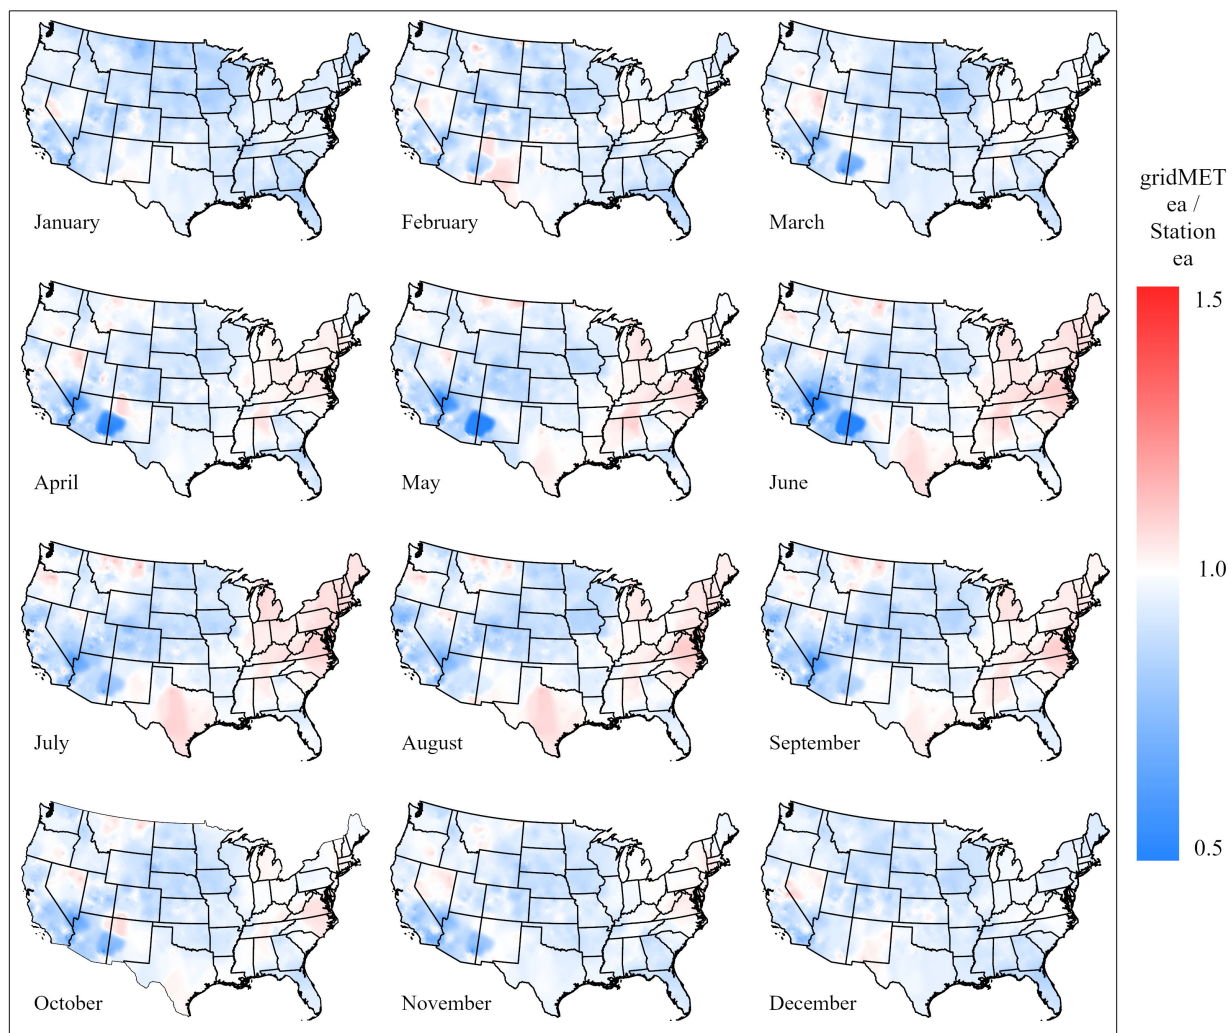 January
February
March
April
May
June
July
August
September
October
November
December
gridMET
ea /
Station
ea
1.5
1.0
0.5